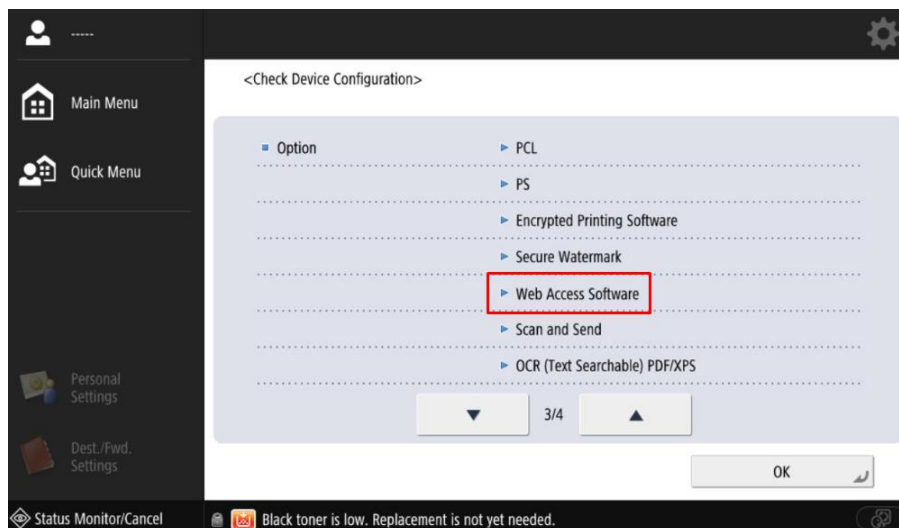 -----
Main Menu
Quick Menu
Personal
Settings
Dest./Fwd.
Settings
<Check Device Configuration>
Option
PCL
PS
Encrypted Printing Software
Secure Watermark
Web Access Software
Scan and Send
OCR (Text Searchable) PDF/XPS
3/4
OK
Status Monitor/Cancel
Black toner is low. Replacement is not yet needed.